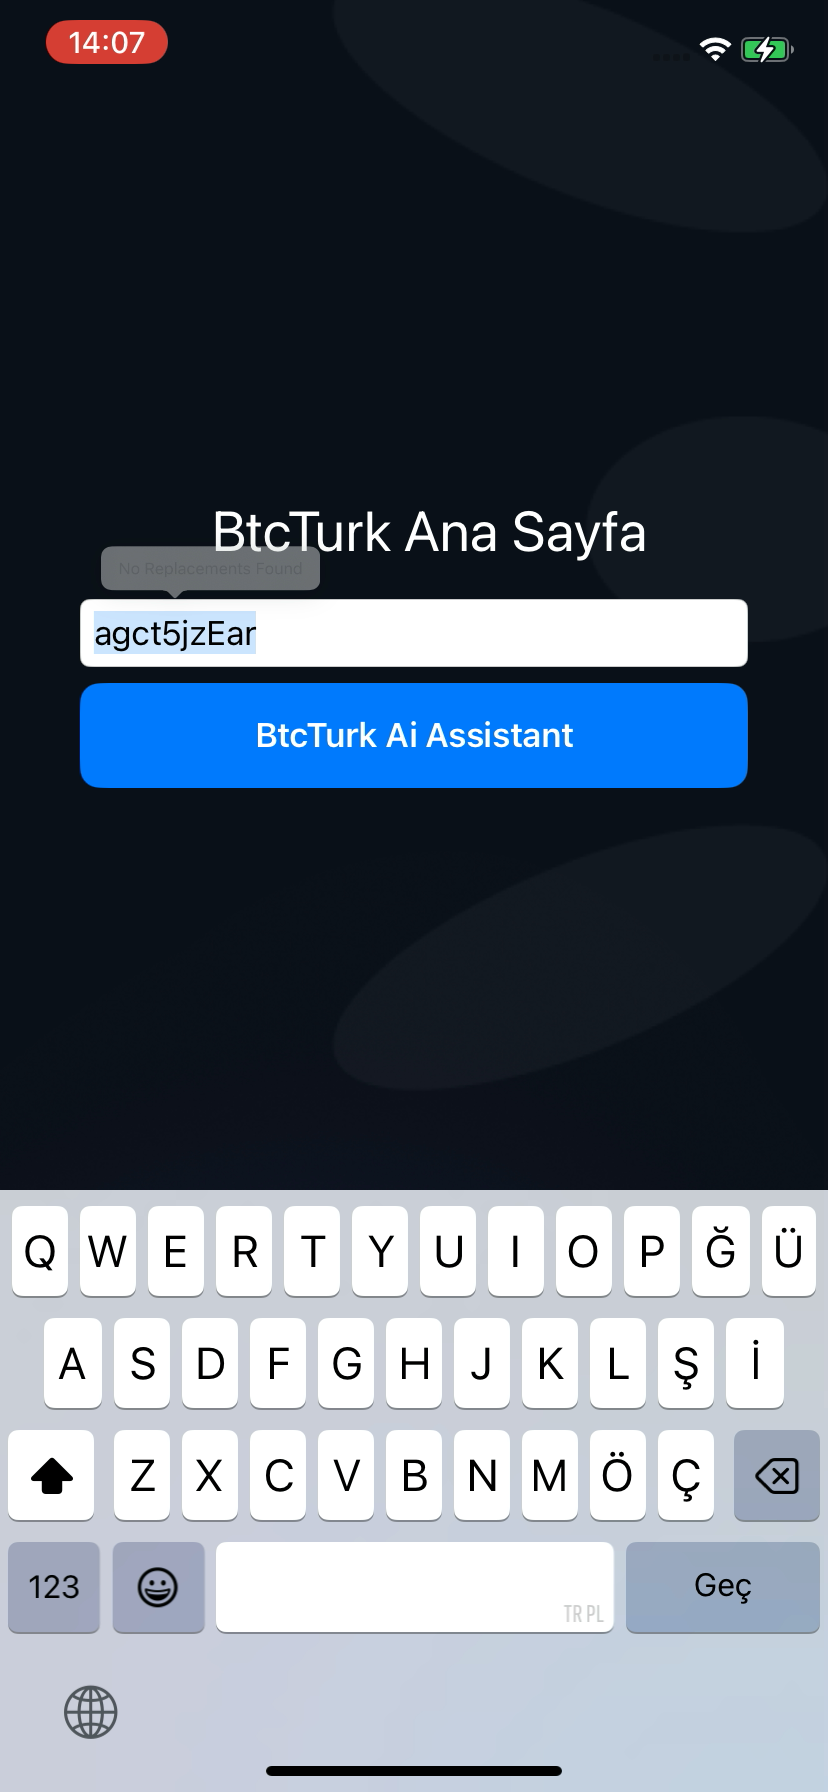 14:07
BtcTurk Ana Sayfa
No Replacements Found
agct5jzEar
BtcTurk Ai Assistant
Q W E R T Y U I O P Ğ Ü
A S D F G H J K L Ş İ
Z X C V B N M Ö Ç
123
TR PL
Geç